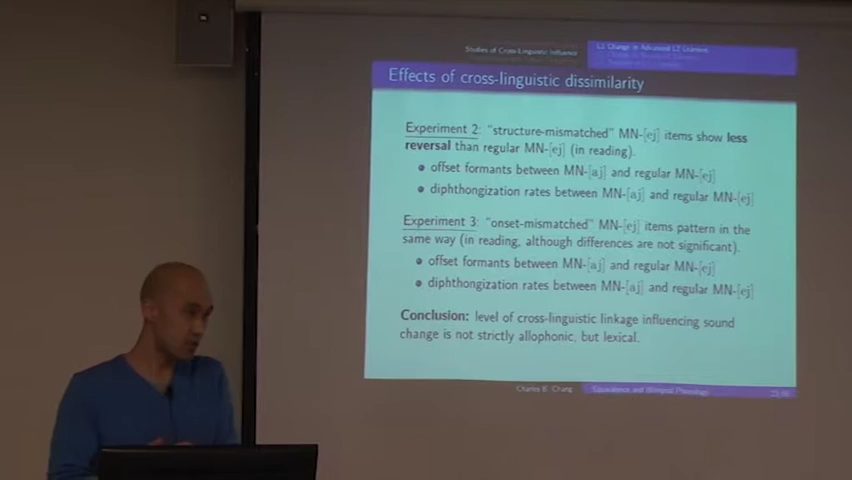 Studies of Cross-Linguistic Influence
L1 Change in Advanced L2 Learners
Effects of cross-linguistic dissimilarity
Experiment 2: "structure-mismatched" MN-[ej] items show less
reversal than regular MN-[ej] (in reading).
offset formants between MN-[aj] and regular MN-[ej]
diphthongization rates between MN-[aj] and regular MN-[ej]
Experiment 3: "onset-mismatched" MN-[ej] items pattern in the
same way (in reading, although differences are not significant).
offset formants between MN-[aj] and regular MN-[ej]
diphthongization rates between MN-[aj] and regular MN-[ej]
Conclusion: level of cross-linguistic linkage influencing sound
change is not strictly allophonic, but lexical.
Charles B. Chang
Equivalence and Bilingual Phonology